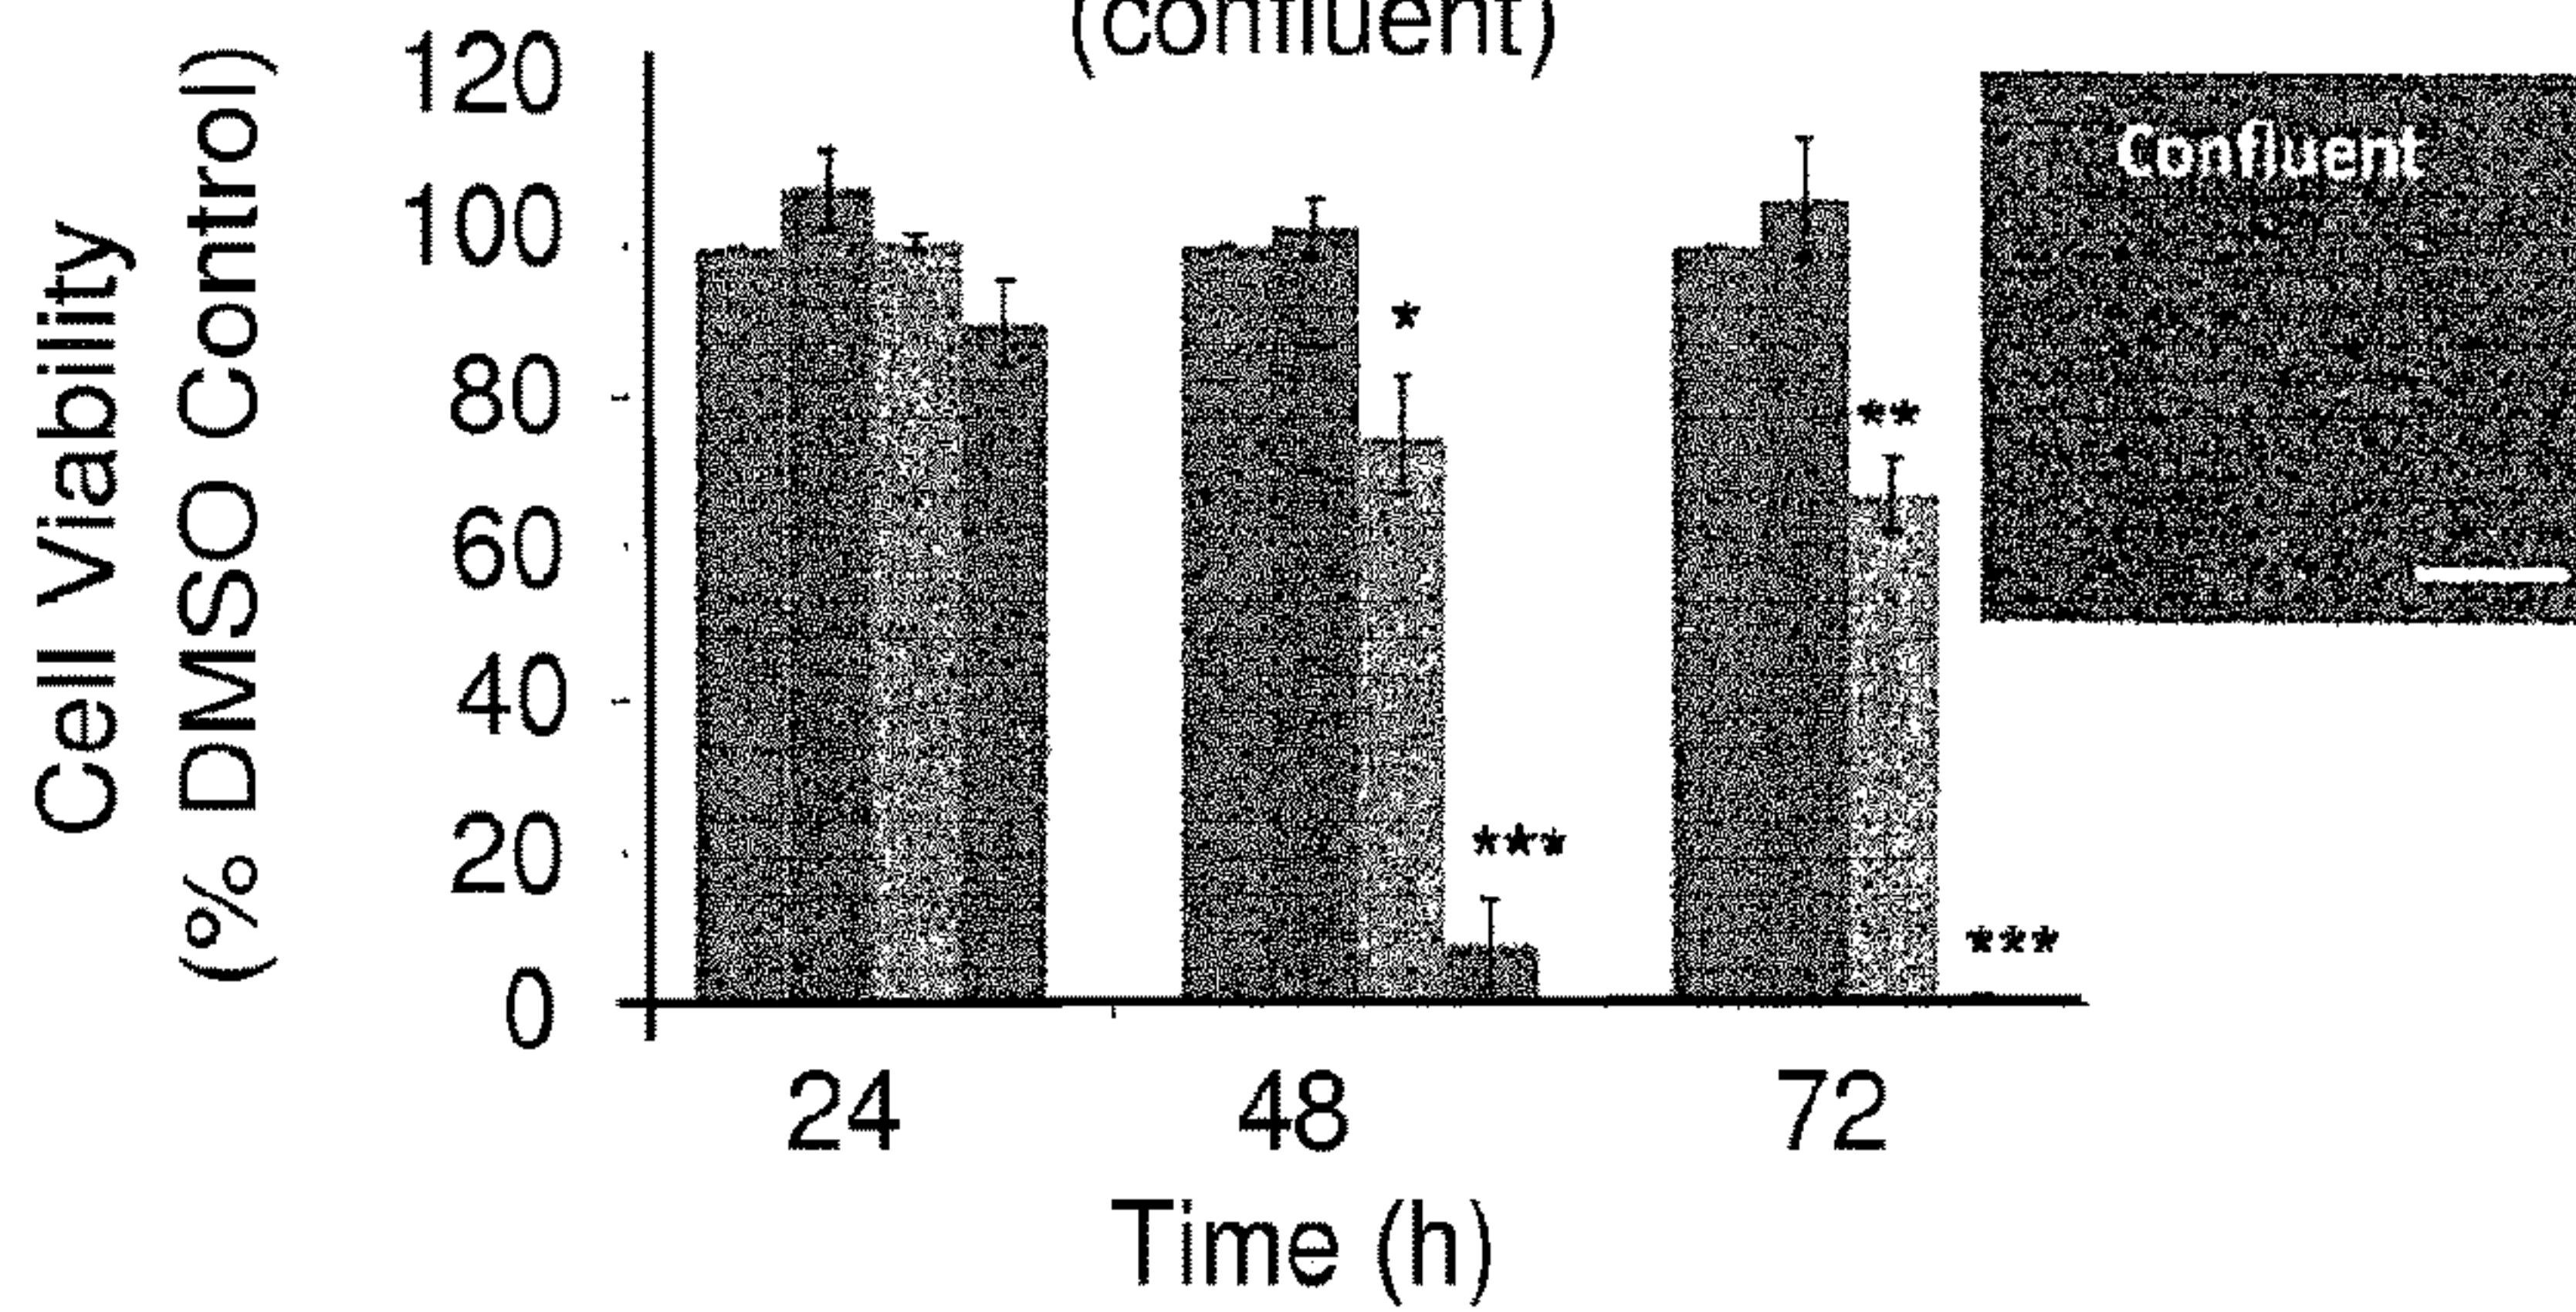 (confluent)
Cell Viability
(% DMSO Control)
120
100
80
60
40
20
0
Confluent
*
**
***
***
24 48 72
Time (h)